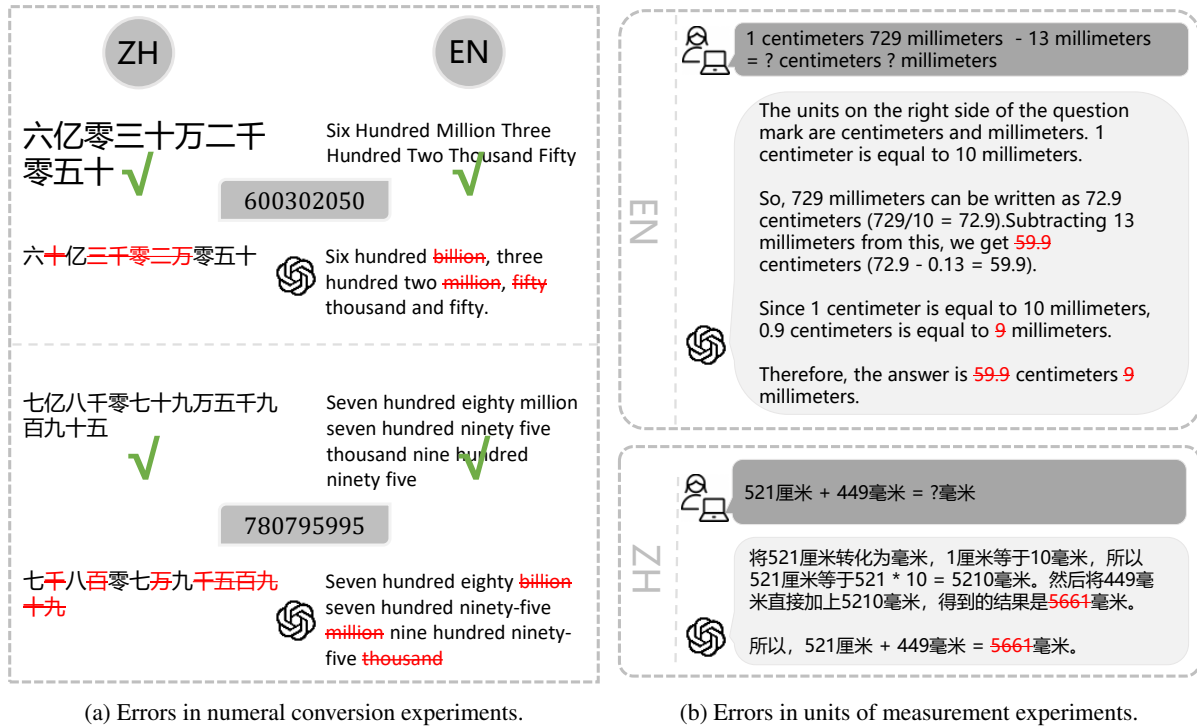 ZH
EN
六亿零三十万二千
零五十
Six Hundred Million Three
Hundred Two Thousand Fifty
600302050
六十亿三千零二万零五十
Six hundred billion, three
hundred two million, fifty
thousand and fifty.
七亿八千零七十九万五千九
百九十五
Seven hundred eighty million
seven hundred ninety five
thousand nine hundred
ninety five
780795995
七千八百零七万九千五百九
十九
Seven hundred eighty billion
seven hundred ninety-five
million nine hundred ninety-
five thousand
(a) Errors in numeral conversion experiments.
EN
1 centimeters 729 millimeters - 13 millimeters
= ? centimeters ? millimeters
The units on the right side of the question
mark are centimeters and millimeters. 1
centimeter is equal to 10 millimeters.
So, 729 millimeters can be written as 72.9
centimeters (729/10 = 72.9).Subtracting 13
millimeters from this, we get 59.9
centimeters (72.9 - 0.13 = 59.9).
Since 1 centimeter is equal to 10 millimeters,
0.9 centimeters is equal to 9 millimeters.
Therefore, the answer is 59.9 centimeters 9
millimeters.
ZH
521厘米 + 449毫米 = ?毫米
将521厘米转化为毫米，1厘米等于10毫米，所以
521厘米等于521 * 10 = 5210毫米。然后将449毫
米直接加上5210毫米，得到的结果是5661毫米。
所以，521厘米 + 449毫米 = 5661毫米。
(b) Errors in units of measurement experiments.